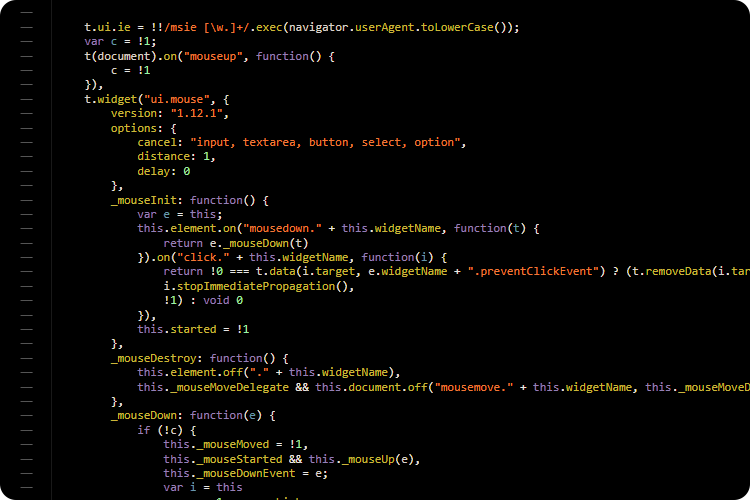 t.ui.ie = !!/msie [\w.]+/.exec(navigator.userAgent.toLowerCase());
var c = !1;
t(document).on("mouseup", function() {
c = !1
}),
t.widget("ui.mouse", {
version: "1.12.1",
options: {
cancel: "input, textarea, button, select, option",
distance: 1,
delay: 0
},
_mouseInit: function() {
var e = this;
this.element.on("mousedown." + this.widgetName, function(t) {
return e._mouseDown(t)
}).on("click." + this.widgetName, function(i) {
return !0 === t.data(i.target, e.widgetName + ".preventClickEvent") ? (t.removeData(i.tar
i.stopImmediatePropagation(),
!1) : void 0
}),
this.started = !1
},
_mouseDestroy: function() {
this.element.off("." + this.widgetName),
this._mouseMoveDelegate && this.document.off("mousemove." + this.widgetName, this._mouseMoveD
},
_mouseDown: function(e) {
if (!c) {
this._mouseMoved = !1,
this._mouseStarted && this._mouseUp(e),
this._mouseDownEvent = e;
var i = this